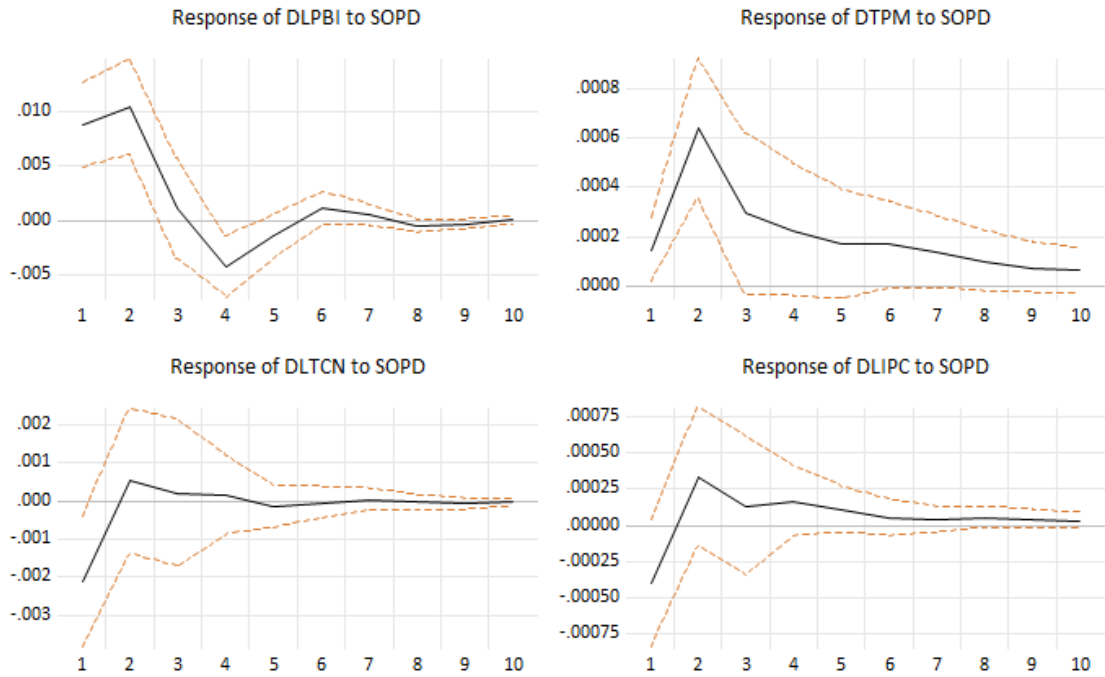 Response of DLPBI to SOPD
.010
.005
.000
-.005
1 2 3 4 5 6 7 8 9 10
Response of DTPM to SOPD
.0008
.0006
.0004
.0002
.0000
1 2 3 4 5 6 7 8 9 10
Response of DLTCN to SOPD
.002
.001
.000
-.001
-.002
-.003
1 2 3 4 5 6 7 8 9 10
Response of DLIPC to SOPD
.00075
.00050
.00025
.00000
-.00025
-.00050
-.00075
1 2 3 4 5 6 7 8 9 10